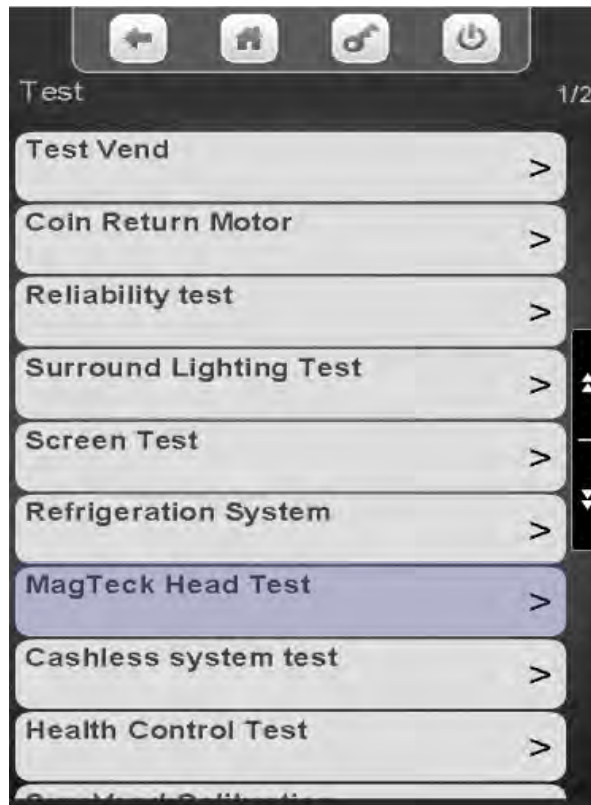 Test
1/2
Test Vend
>
Coin Return Motor
>
Reliability test
>
Surround Lighting Test
>
Screen Test
>
Refrigeration System
>
MagTeck Head Test
>
Cashless system test
>
Health Control Test
>